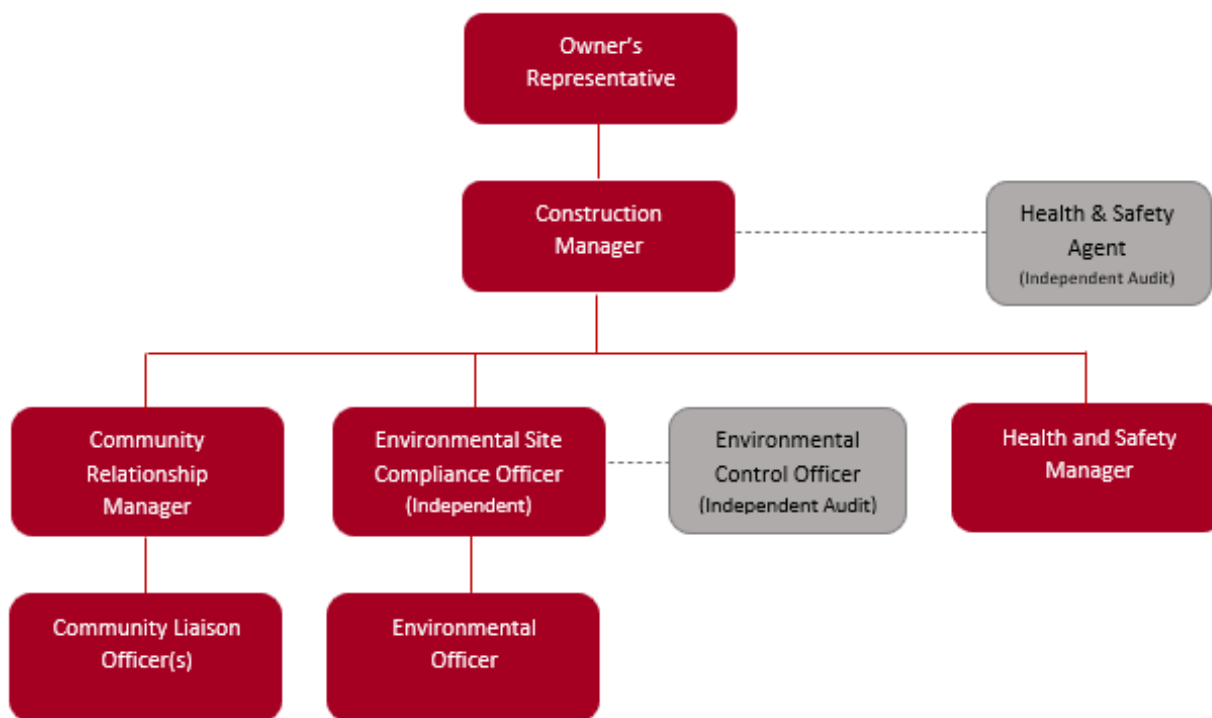 Owner's
Representative
Construction
Manager
Health & Safety
Agent
(Independent Audit)
Community
Relationship
Manager
Environmental Site
Compliance Officer
(Independent)
Environmental
Control Officer
(Independent Audit)
Health and Safety
Manager
Community Liaison
Officer(s)
Environmental
Officer